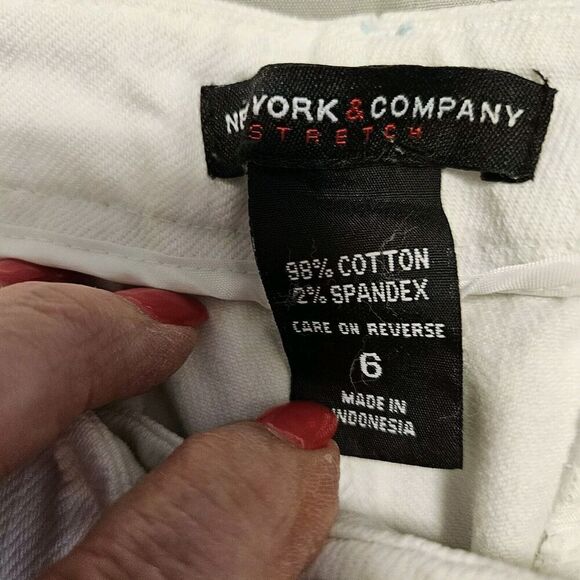 NEW YORK & COMPANY
STRETCH
98% COTTON
2% SPANDEX
CARE ON REVERSE
6
MADE IN
INDONESIA